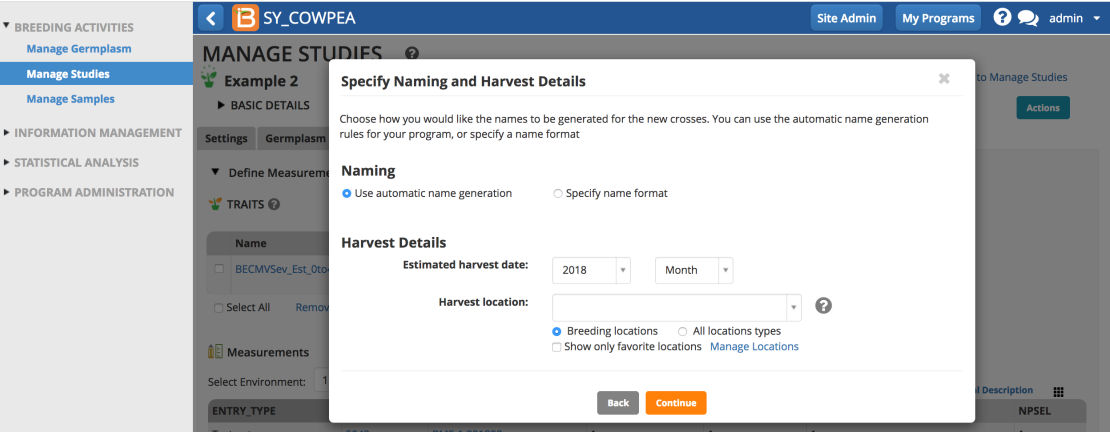 BREEDING ACTIVITIES
Manage Germplasm
Manage Studies
Manage Samples
INFORMATION MANAGEMENT
STATISTICAL ANALYSIS
PROGRAM ADMINISTRATION
SY_COWPEA
Site Admin
My Programs
admin
MANAGE STUDIES
Example 2
to Manage Studies
BASIC DETAILS
Actions
Settings
Germplasm
Define Measureme
TRAITS
Name
BECMVSev_Est_0to
Select All
Remov
Measurements
Select Environment: 1
l Description
ENTRY_TYPE
NPSEL
Specify Naming and Harvest Details
Choose how you would like the names to be generated for the new crosses. You can use the automatic name generation
rules for your program, or specify a name format
Naming
Use automatic name generation
Specify name format
Harvest Details
Estimated harvest date:
2018
Month
Harvest location:
Breeding locations
All locations types
Show only favorite locations
Manage Locations
Back
Continue